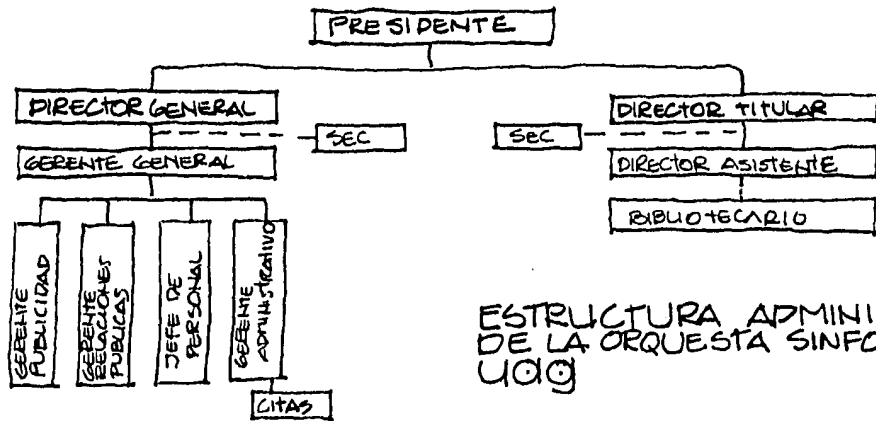 PRESIDENTE
DIRECTOR GENERAL
DIRECTOR TITULAR
SEC
SEC
GERENTE GENERAL
DIRECTOR ASISTENTE
BIBLIOTECARIO
GERENTE
PUBLICIDAD
GERENTE
RELACIONES
PUBLICAS
JEFE DE
PERSONAL
GERENTE
ADMINISTRATIVO
CITAS
ESTRUCTURA ADMINI
DE LA ORQUESTA SINFO
uag